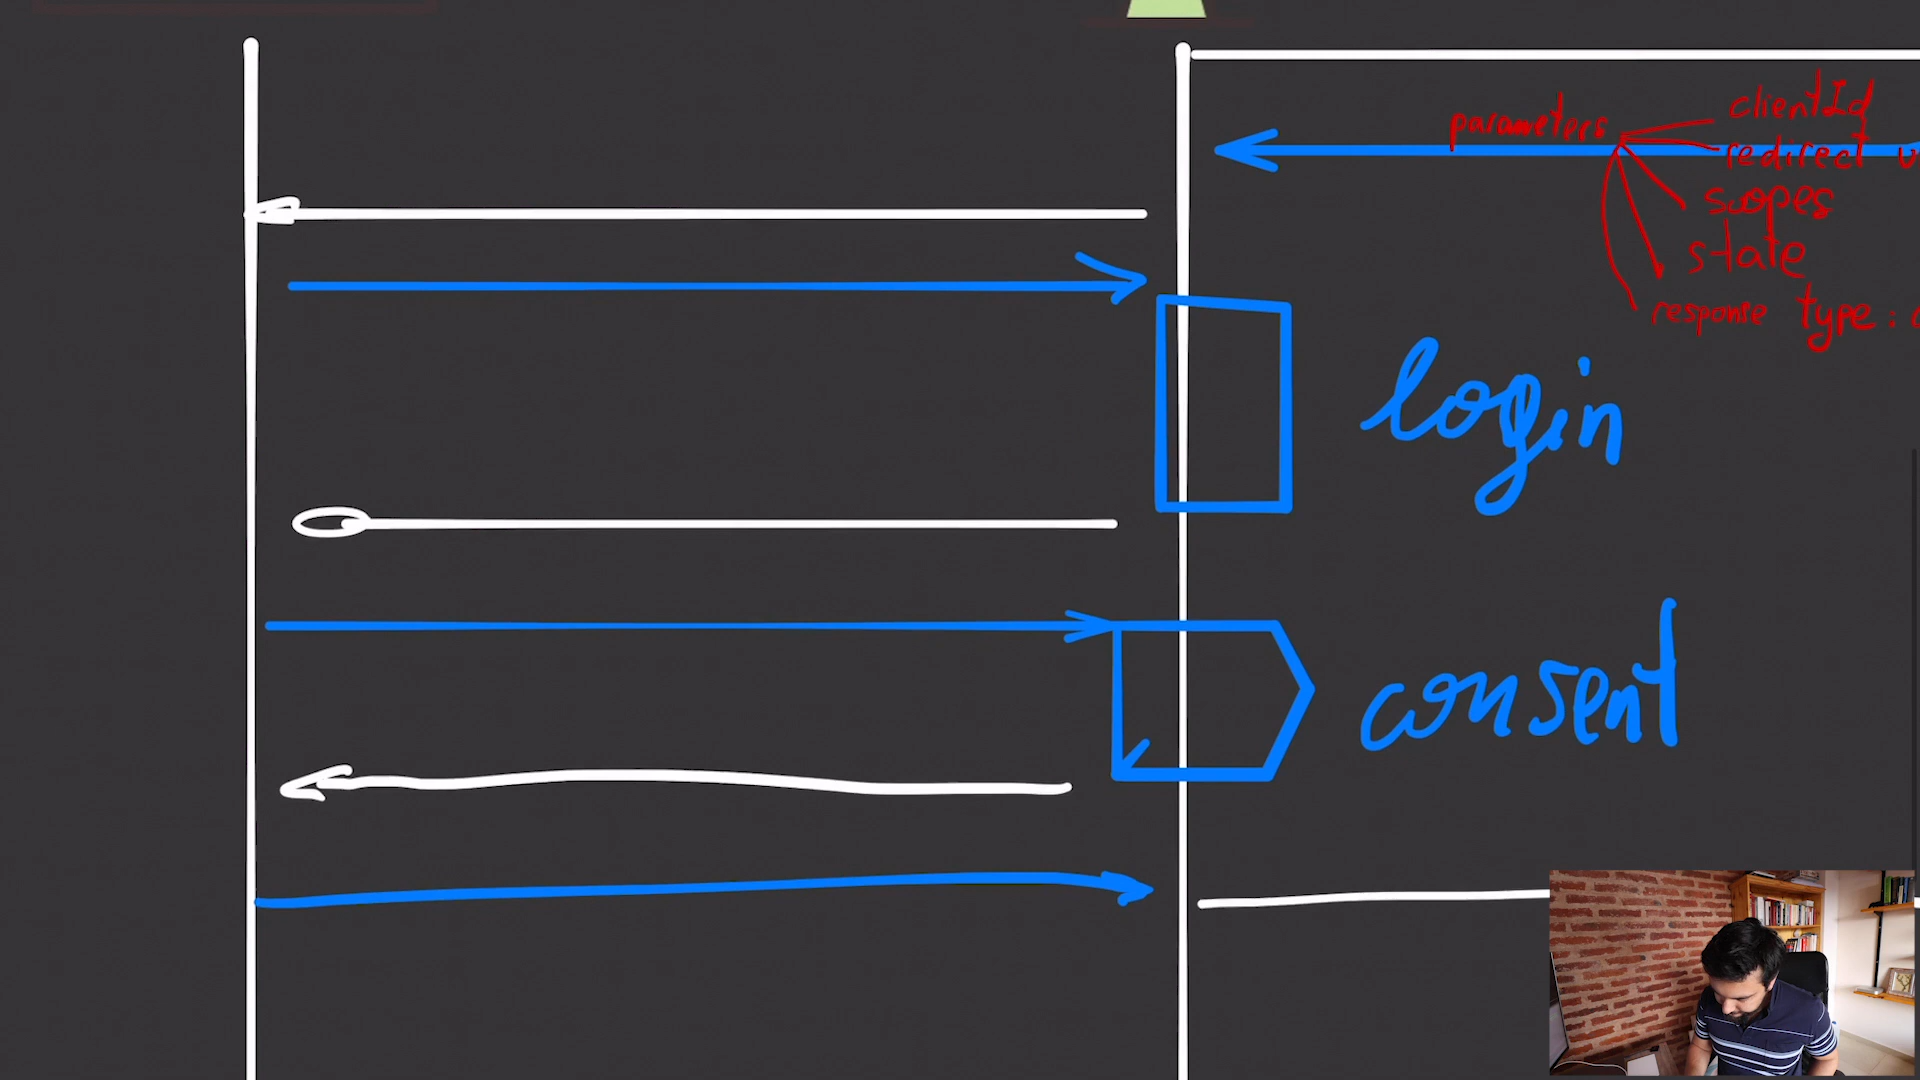 parameters
clientId
redirect
scopes
state
response type:
login
consent